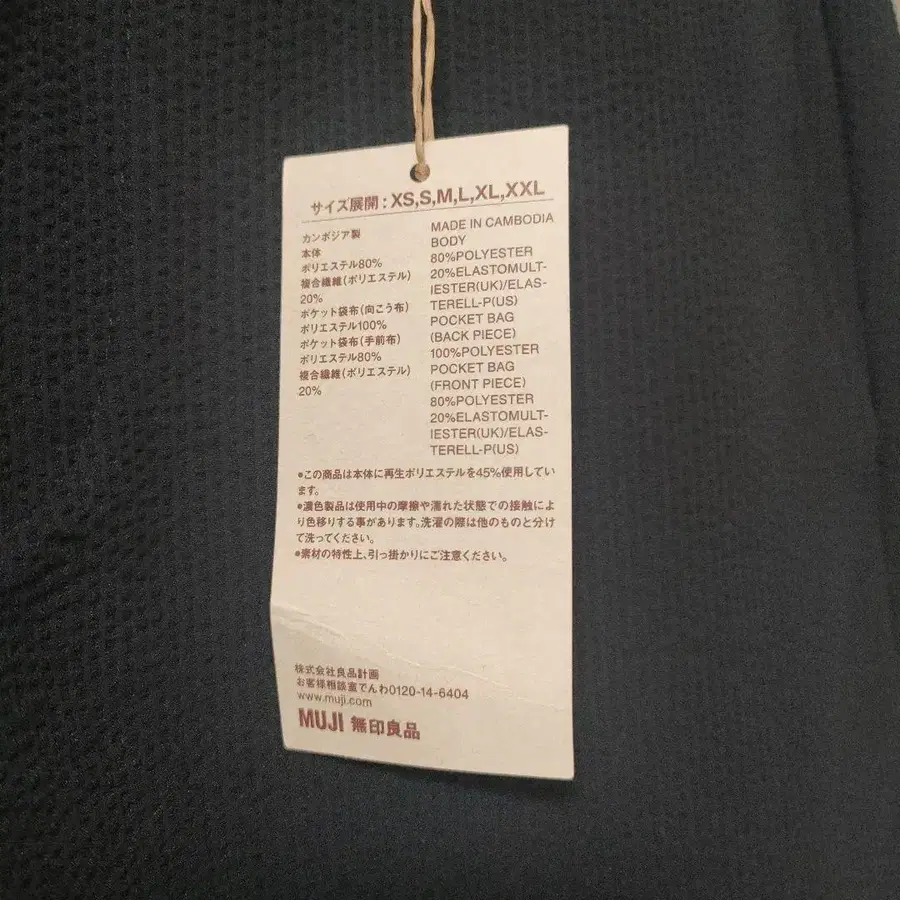 サイズ展開 : XS,S,M,L,XL,XXL
カンボジア製
本体
ポリエステル80%
複合繊維(ポリエステル)
20%
ポケット袋布(向こう布)
ポリエステル100%
ポケット袋布(手前布)
ポリエステル80%
複合繊維(ポリエステル)
20%
MADE IN CAMBODIA
BODY
80%POLYESTER
20%ELASTOMULT-
IESTER(UK)/ELAS-
TERELL-P(US)
POCKET BAG
(BACK PIECE)
100%POLYESTER
POCKET BAG
(FRONT PIECE)
80%POLYESTER
20%ELASTOMULT-
IESTER(UK)/ELAS-
TERELL-P(US)
●この商品は本体に再生ポリエステルを45%使用してい
ます。
●濃色製品は使用中の摩擦や濡れた状態での接触によ
り色移りする事があります。洗濯の際は他のものと分け
て洗ってください。
●素材の特性上、引っ掛かりにご注意ください。
株式会社良品計画
お客様相談室でんわ0120-14-6404
www.muji.com
MUJI 無印良品